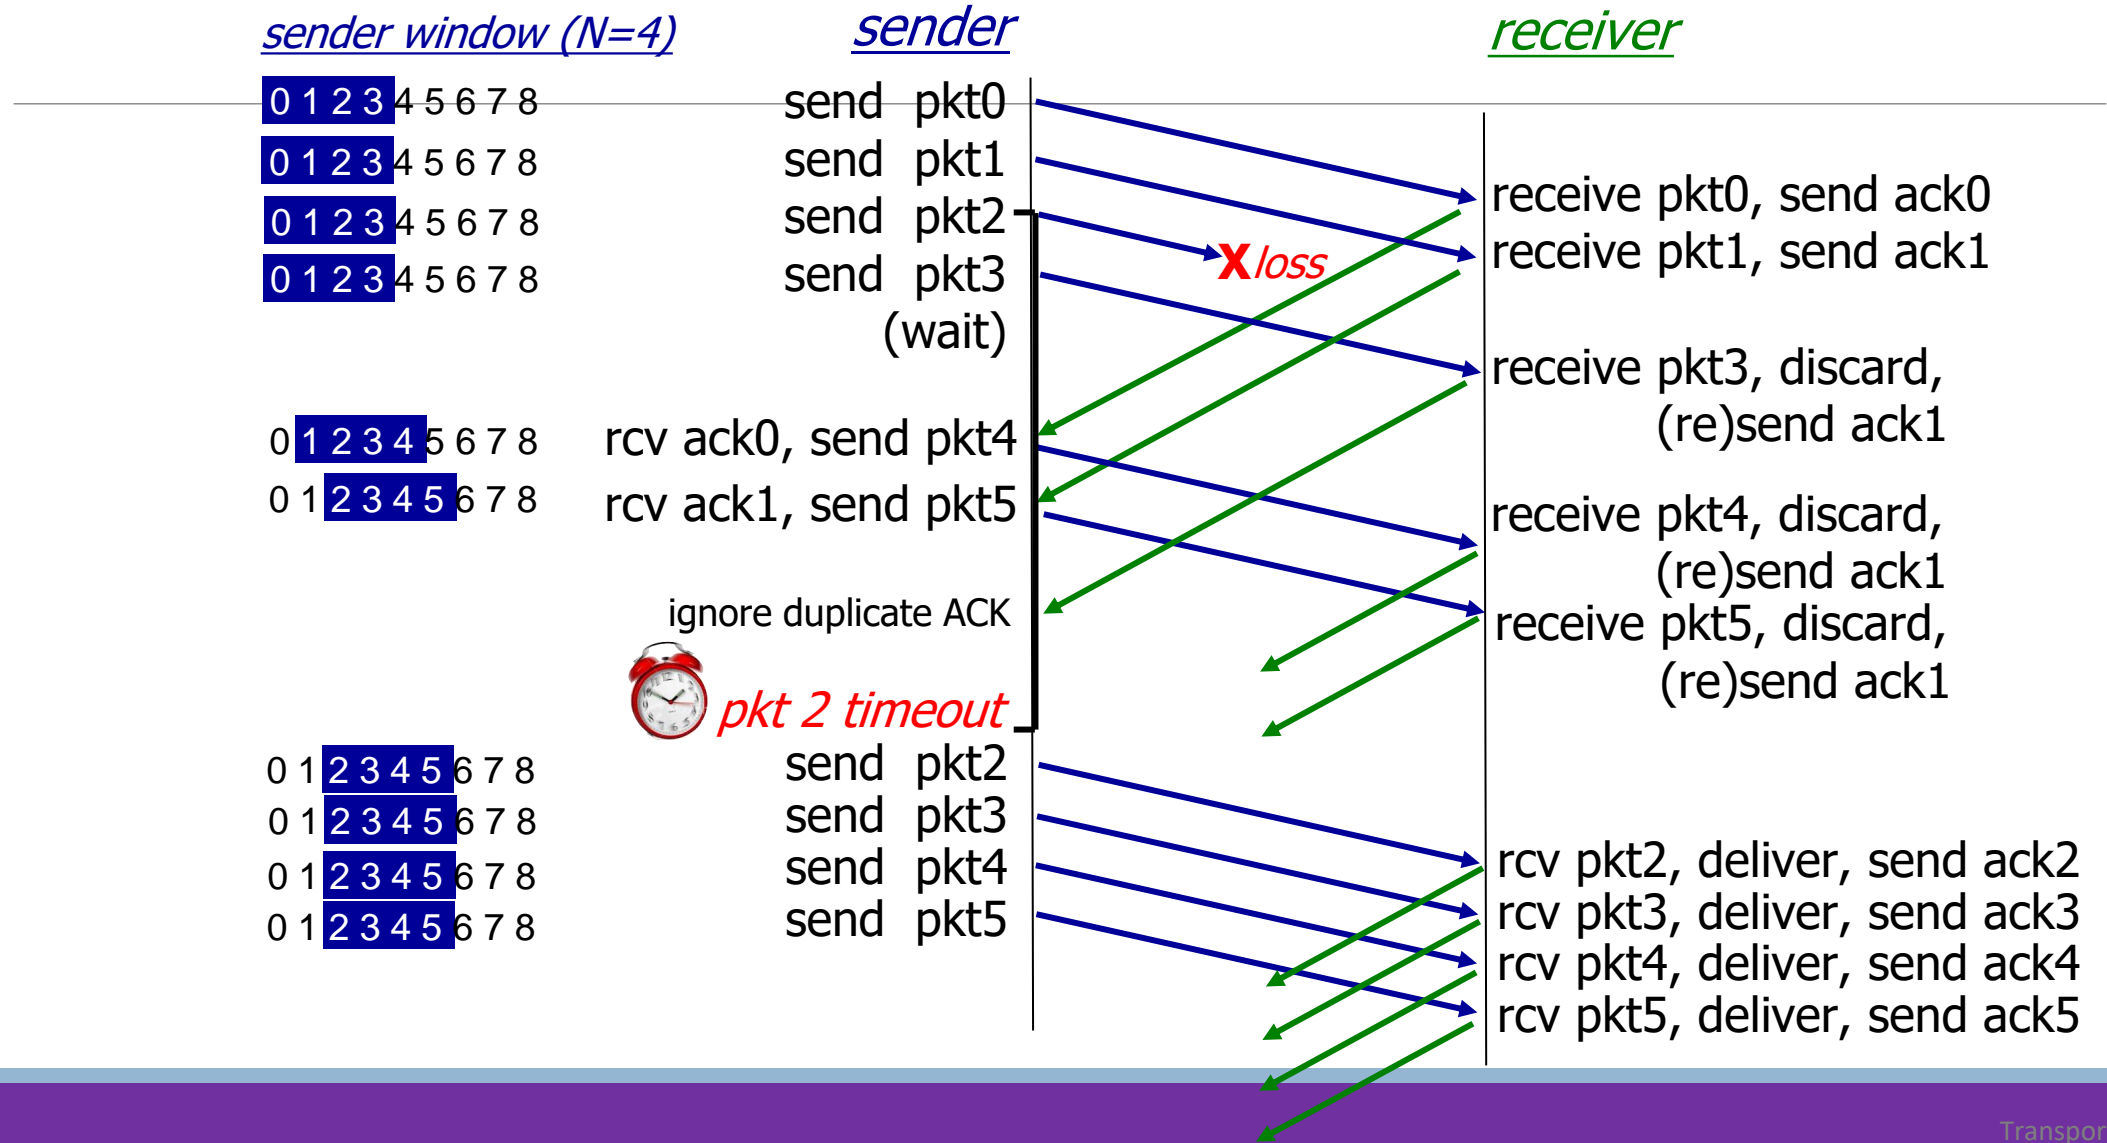 sender window (N=4) sender receiver
0 1 2 3 4 5 6 7 8 send pkt0
0 1 2 3 4 5 6 7 8 send pkt1
receive pkt0, send ack0
0 1 2 3 4 5 6 7 8 send pkt2
receive pkt1, send ack1
X loss
0 1 2 3 4 5 6 7 8 send pkt3
(wait)
receive pkt3, discard,
(re)send ack1
0 1 2 3 4 5 6 7 8 rcv ack0, send pkt4
0 1 2 3 4 5 6 7 8 rcv ack1, send pkt5
receive pkt4, discard,
(re)send ack1
ignore duplicate ACK
receive pkt5, discard,
(re)send ack1
pkt 2 timeout
0 1 2 3 4 5 6 7 8 send pkt2
0 1 2 3 4 5 6 7 8 send pkt3
0 1 2 3 4 5 6 7 8 send pkt4
rcv pkt2, deliver, send ack2
0 1 2 3 4 5 6 7 8 send pkt5
rcv pkt3, deliver, send ack3
rcv pkt4, deliver, send ack4
rcv pkt5, deliver, send ack5
Transpor